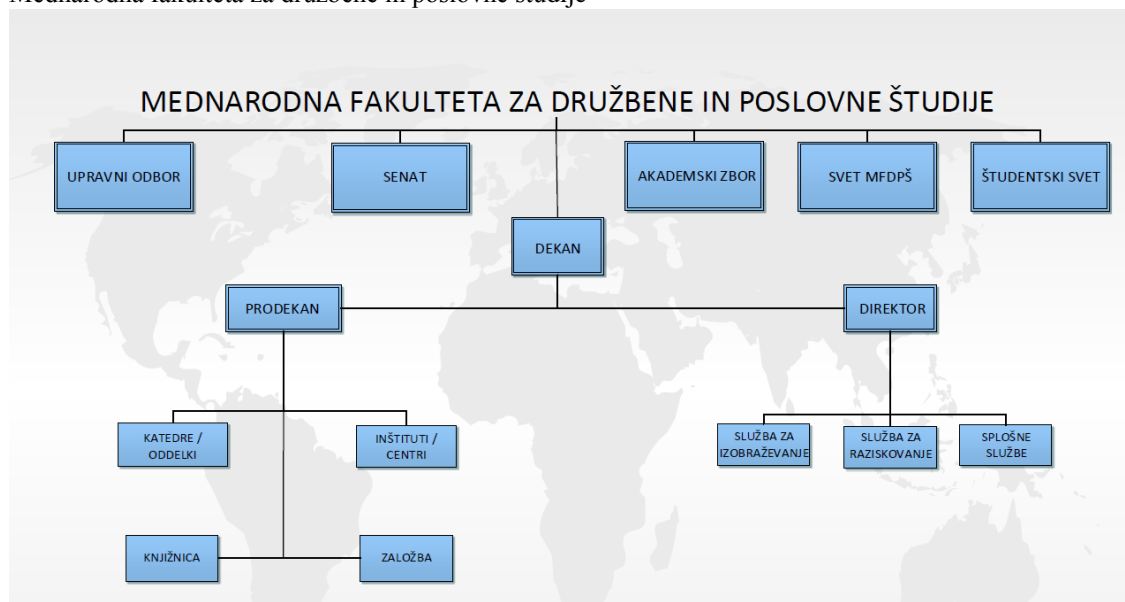 Mednarodna fakulteta za družbene in poslovne študije
MEDNARODNA FAKULTETA ZA DRUŽBENE IN POSLOVNE ŠTUDIJE
UPRAVNI ODBOR
SENAT
AKADEMSKI ZBOR
SVET MFDPŠ
ŠTUDENTSKI SVET
DEKAN
PRODEKAN
DIREKTOR
KATEDRE /
ODDELKI
INŠTITUTI /
CENTRI
SLUŽBA ZA
IZOBRAŽEVANJE
SLUŽBA ZA
RAZISKOVANJE
SPLOŠNE
SLUŽBE
KNJIŽNICA
ZALOŽBA